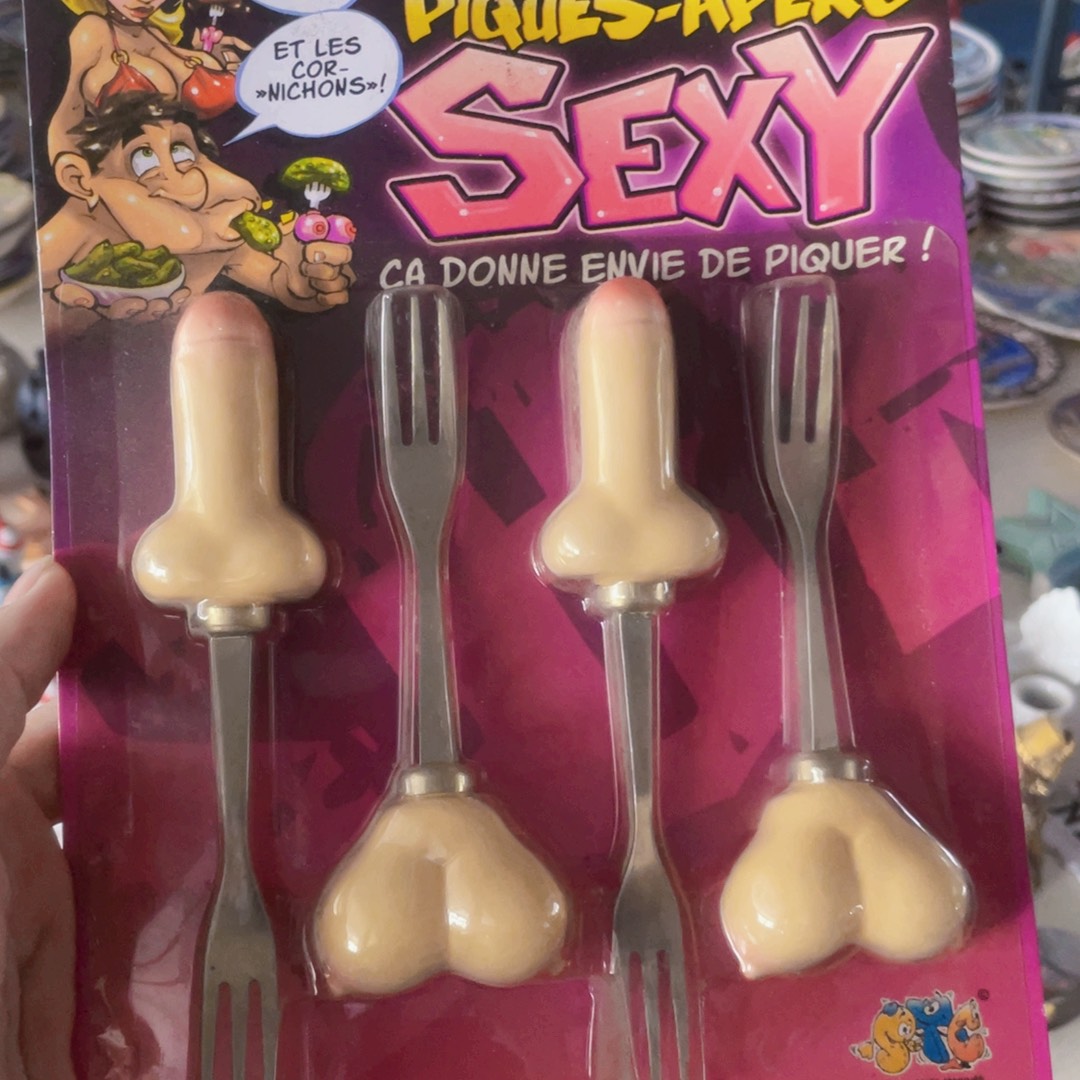 PIQUES-APÉRO
ET LES
COR-
»NICHONS»!
SEXY
ÇA DONNE ENVIE DE PIQUER !